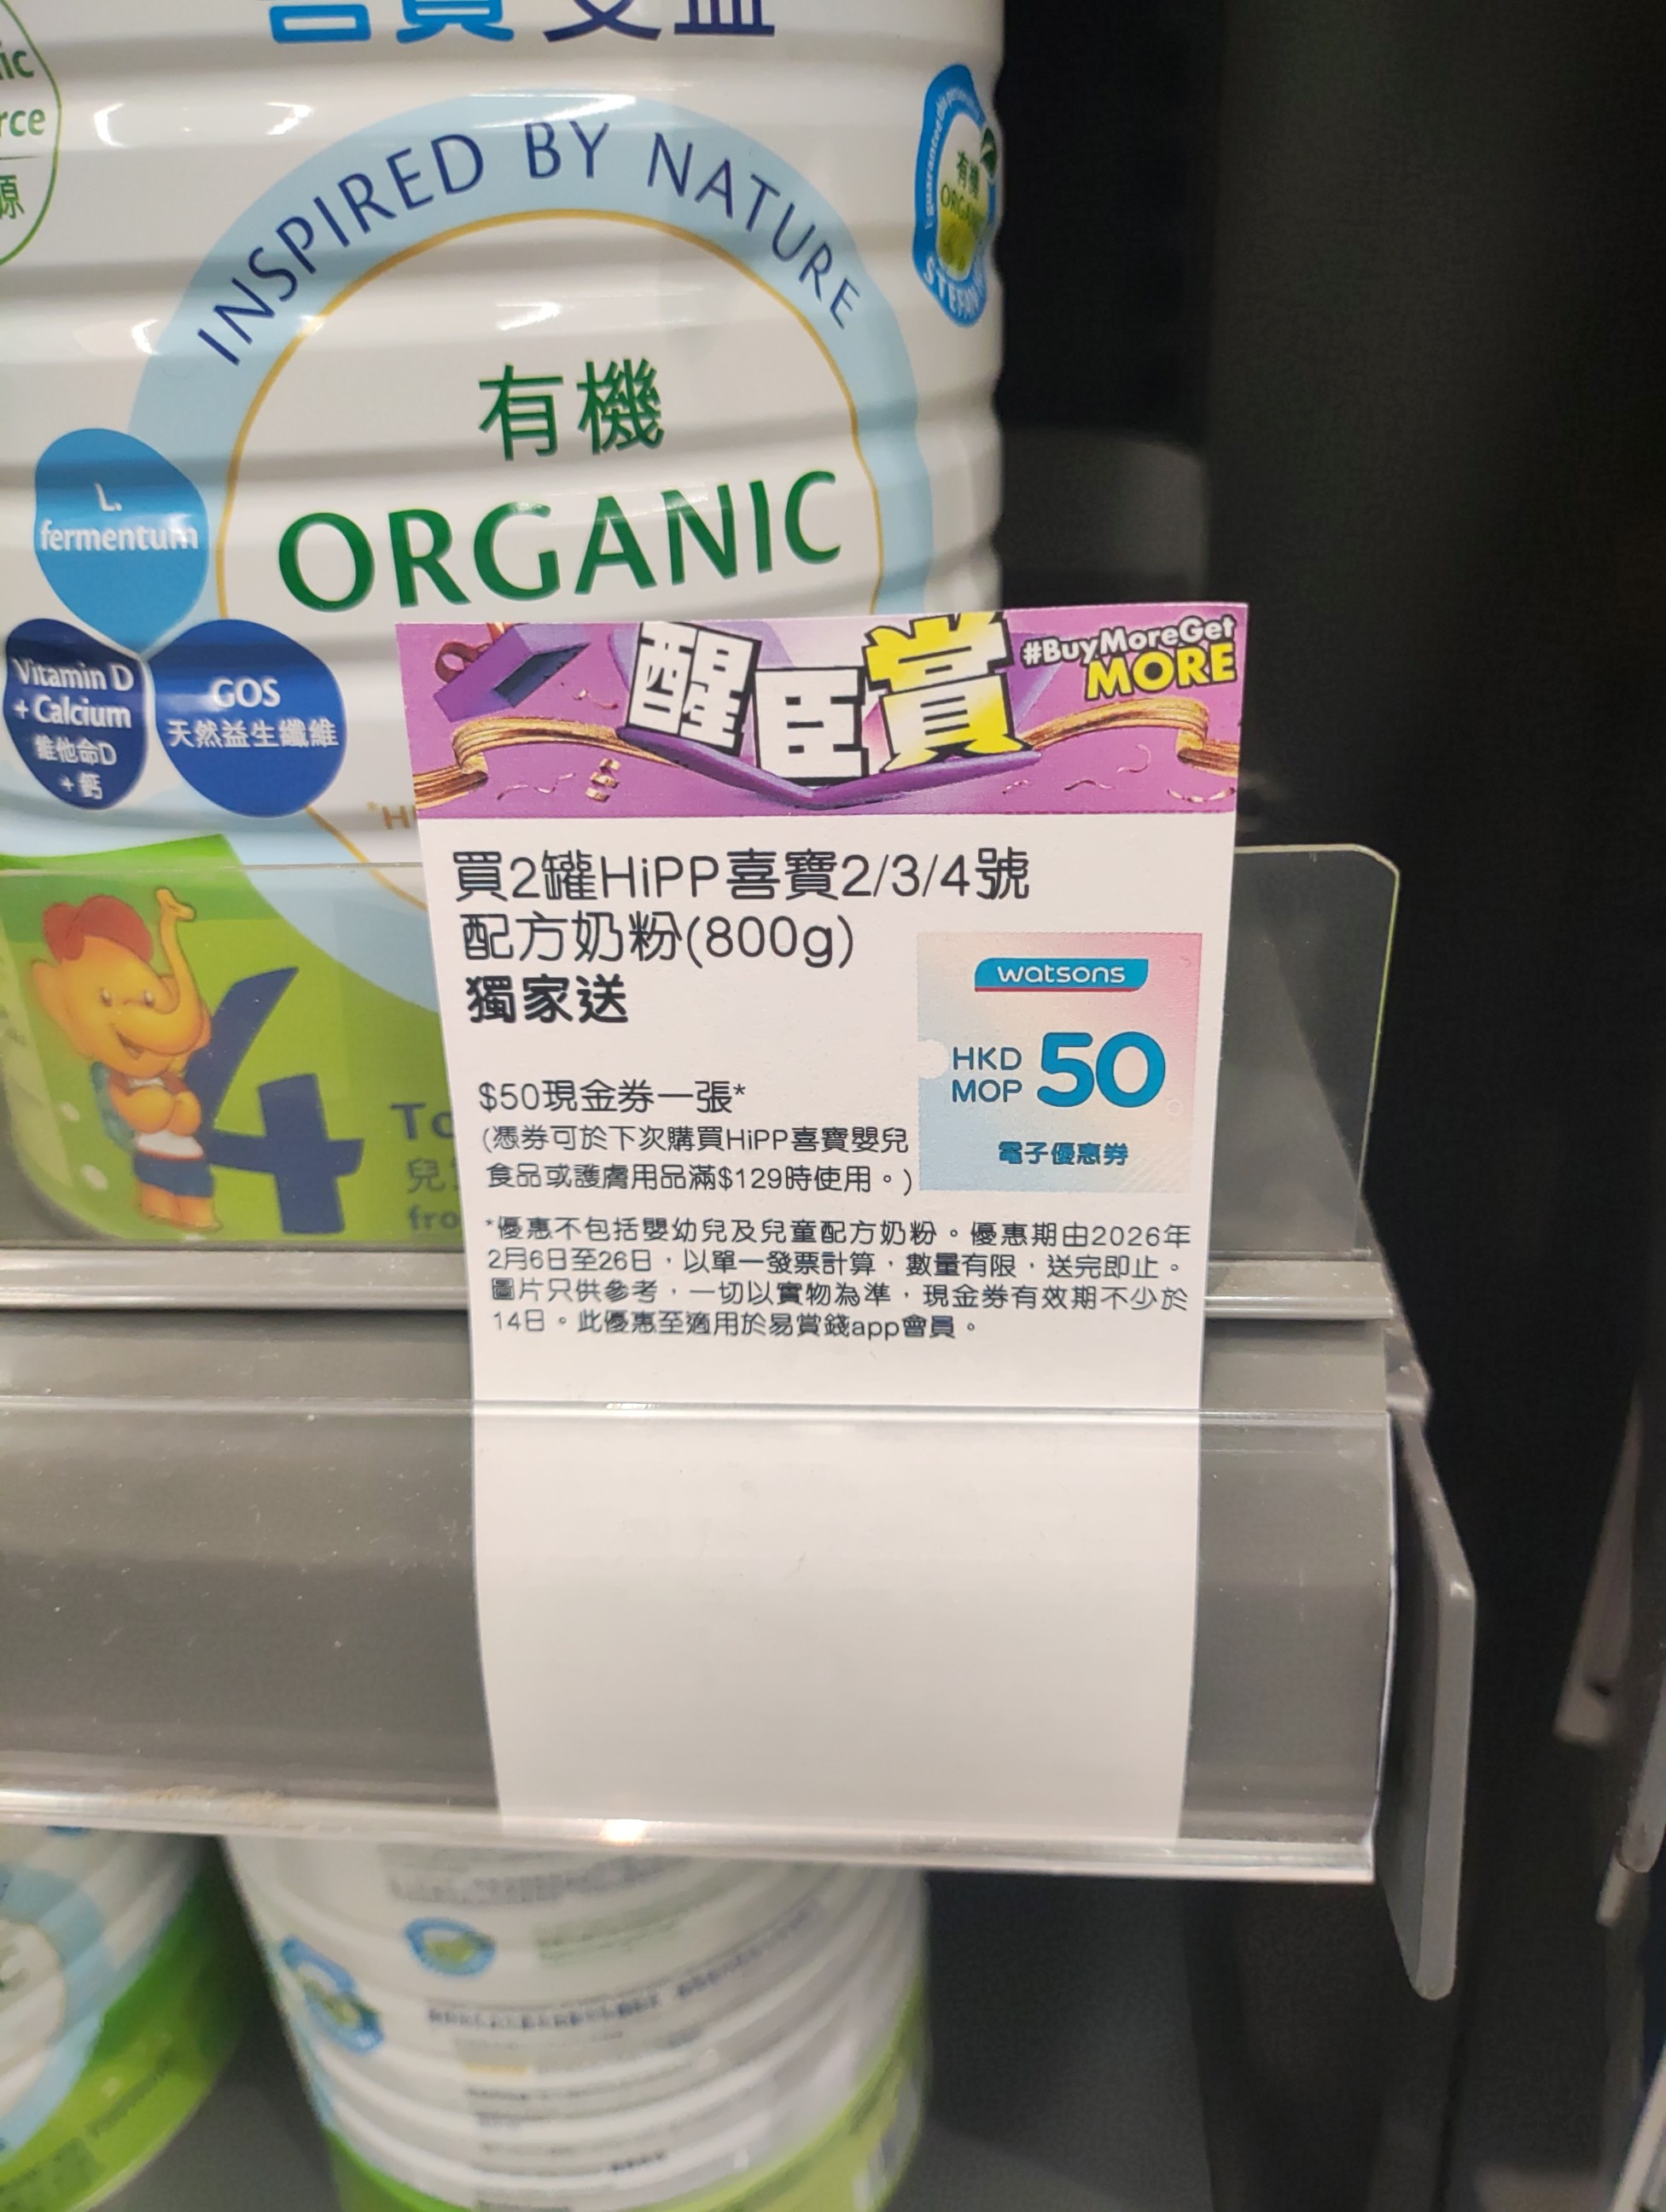 INSPIRED BY NATURE
有機
ORGANIC
有機
L.
fermentum
Vitamin D
+ Calcium
維他命D
+ 鈣
GOS
天然益生纖維
4
醒臣賞
#BuyMoreGet
MORE
買2罐HiPP喜寶2/3/4號
配方奶粉(800g)
獨家送
$50現金券一張*
(憑券可於下次購買HiPP喜寶嬰兒
食品或護膚用品滿$129時使用。)
watsons
HKD
MOP 50
電子優惠券
*優惠不包括嬰幼兒及兒童配方奶粉。優惠期由2026年
2月6日至26日，以單一發票計算，數量有限，送完即止。
圖片只供參考，一切以實物為準，現金券有效期不少於
14日。此優惠至適用於易賞錢app會員。